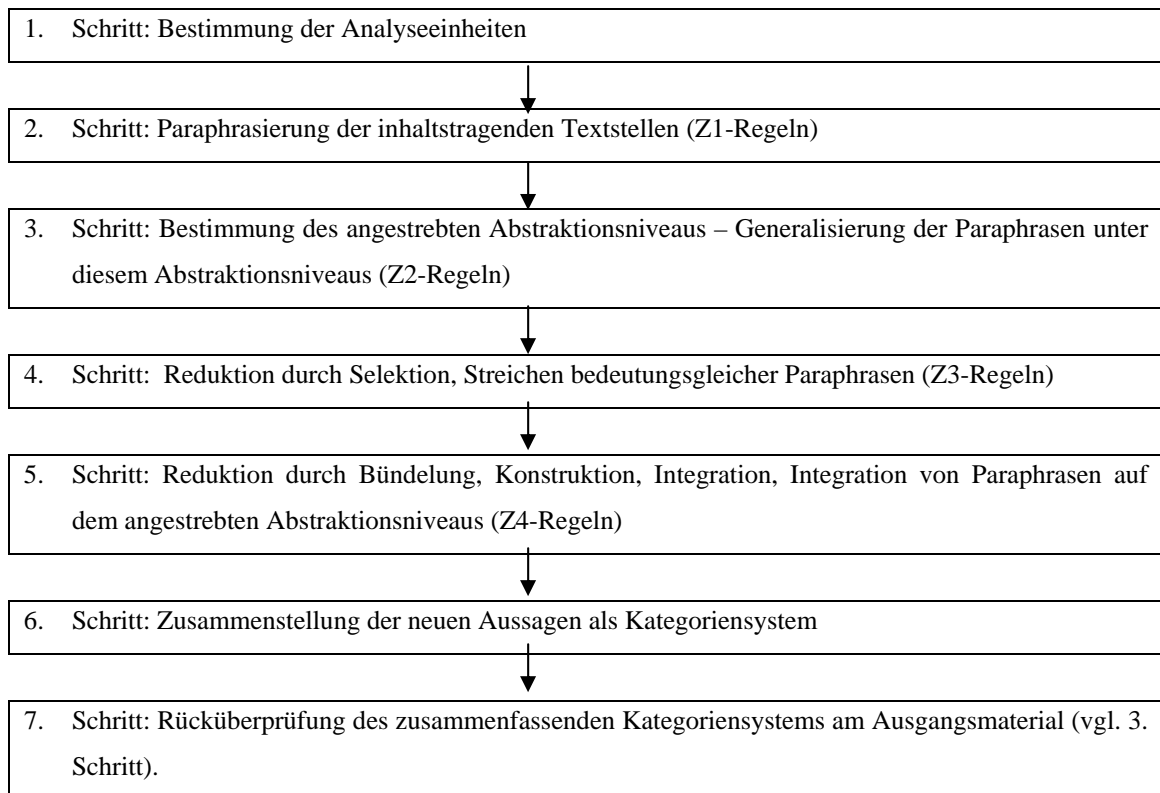 1. Schritt: Bestimmung der Analyseeinheiten
2. Schritt: Paraphrasierung der inhaltstragenden Textstellen (Z1-Regeln)
3. Schritt: Bestimmung des angestrebten Abstraktionsniveaus – Generalisierung der Paraphrasen unter
diesem Abstraktionsniveaus (Z2-Regeln)
4. Schritt: Reduktion durch Selektion, Streichen bedeutungsgleicher Paraphrasen (Z3-Regeln)
5. Schritt: Reduktion durch Bündelung, Konstruktion, Integration, Integration von Paraphrasen auf
dem angestrebten Abstraktionsniveaus (Z4-Regeln)
6. Schritt: Zusammenstellung der neuen Aussagen als Kategoriensystem
7. Schritt: Rücküberprüfung des zusammenfassenden Kategoriensystems am Ausgangsmaterial (vgl. 3.
Schritt).